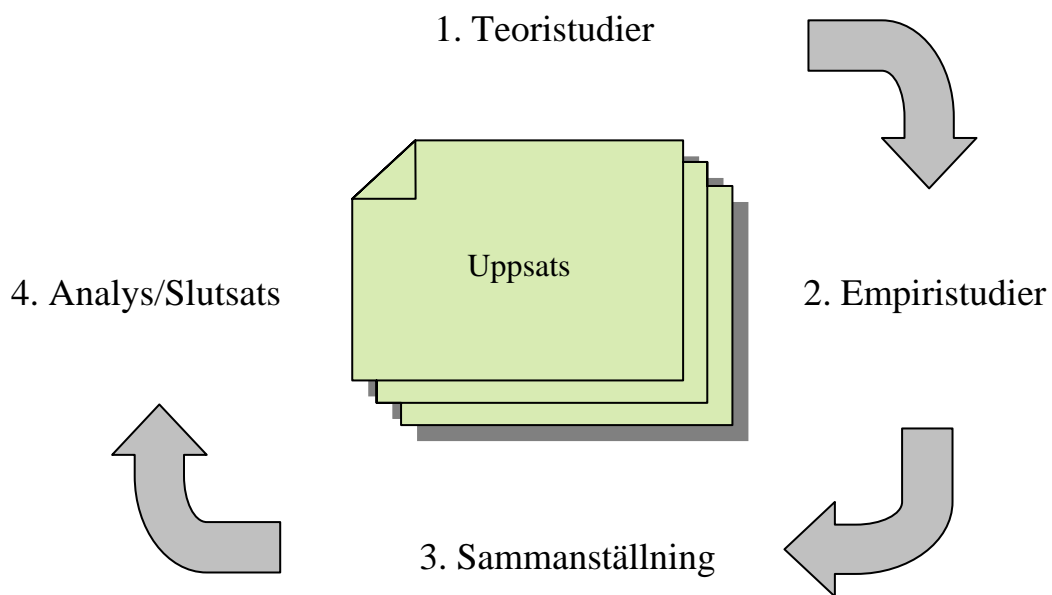 1. Teoristudier
Uppsats
4. Analys/Slutsats
2. Empiristudier
3. Sammanställning